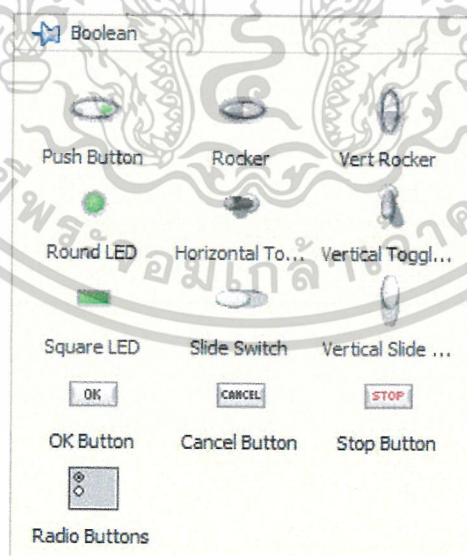 Boolean
Push Button Rocker Vert Rocker
Round LED Horizontal To... Vertical Toggl...
Square LED Slide Switch Vertical Slide ...
OK CANCEL STOP
OK Button Cancel Button Stop Button
Radio Buttons